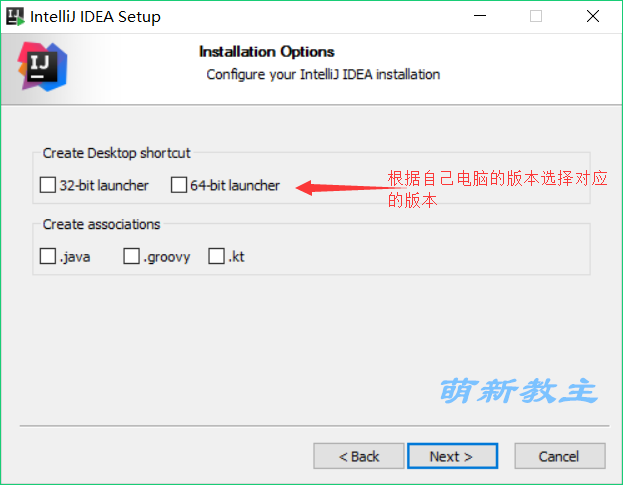 IntelliJ IDEA Setup
IJ
Installation Options
Configure your IntelliJ IDEA installation
Create Desktop shortcut
32-bit launcher 64-bit launcher
根据自己电脑的版本选择对应
的版本
Create associations
.java .groovy .kt
萌新教主
< Back Next > Cancel